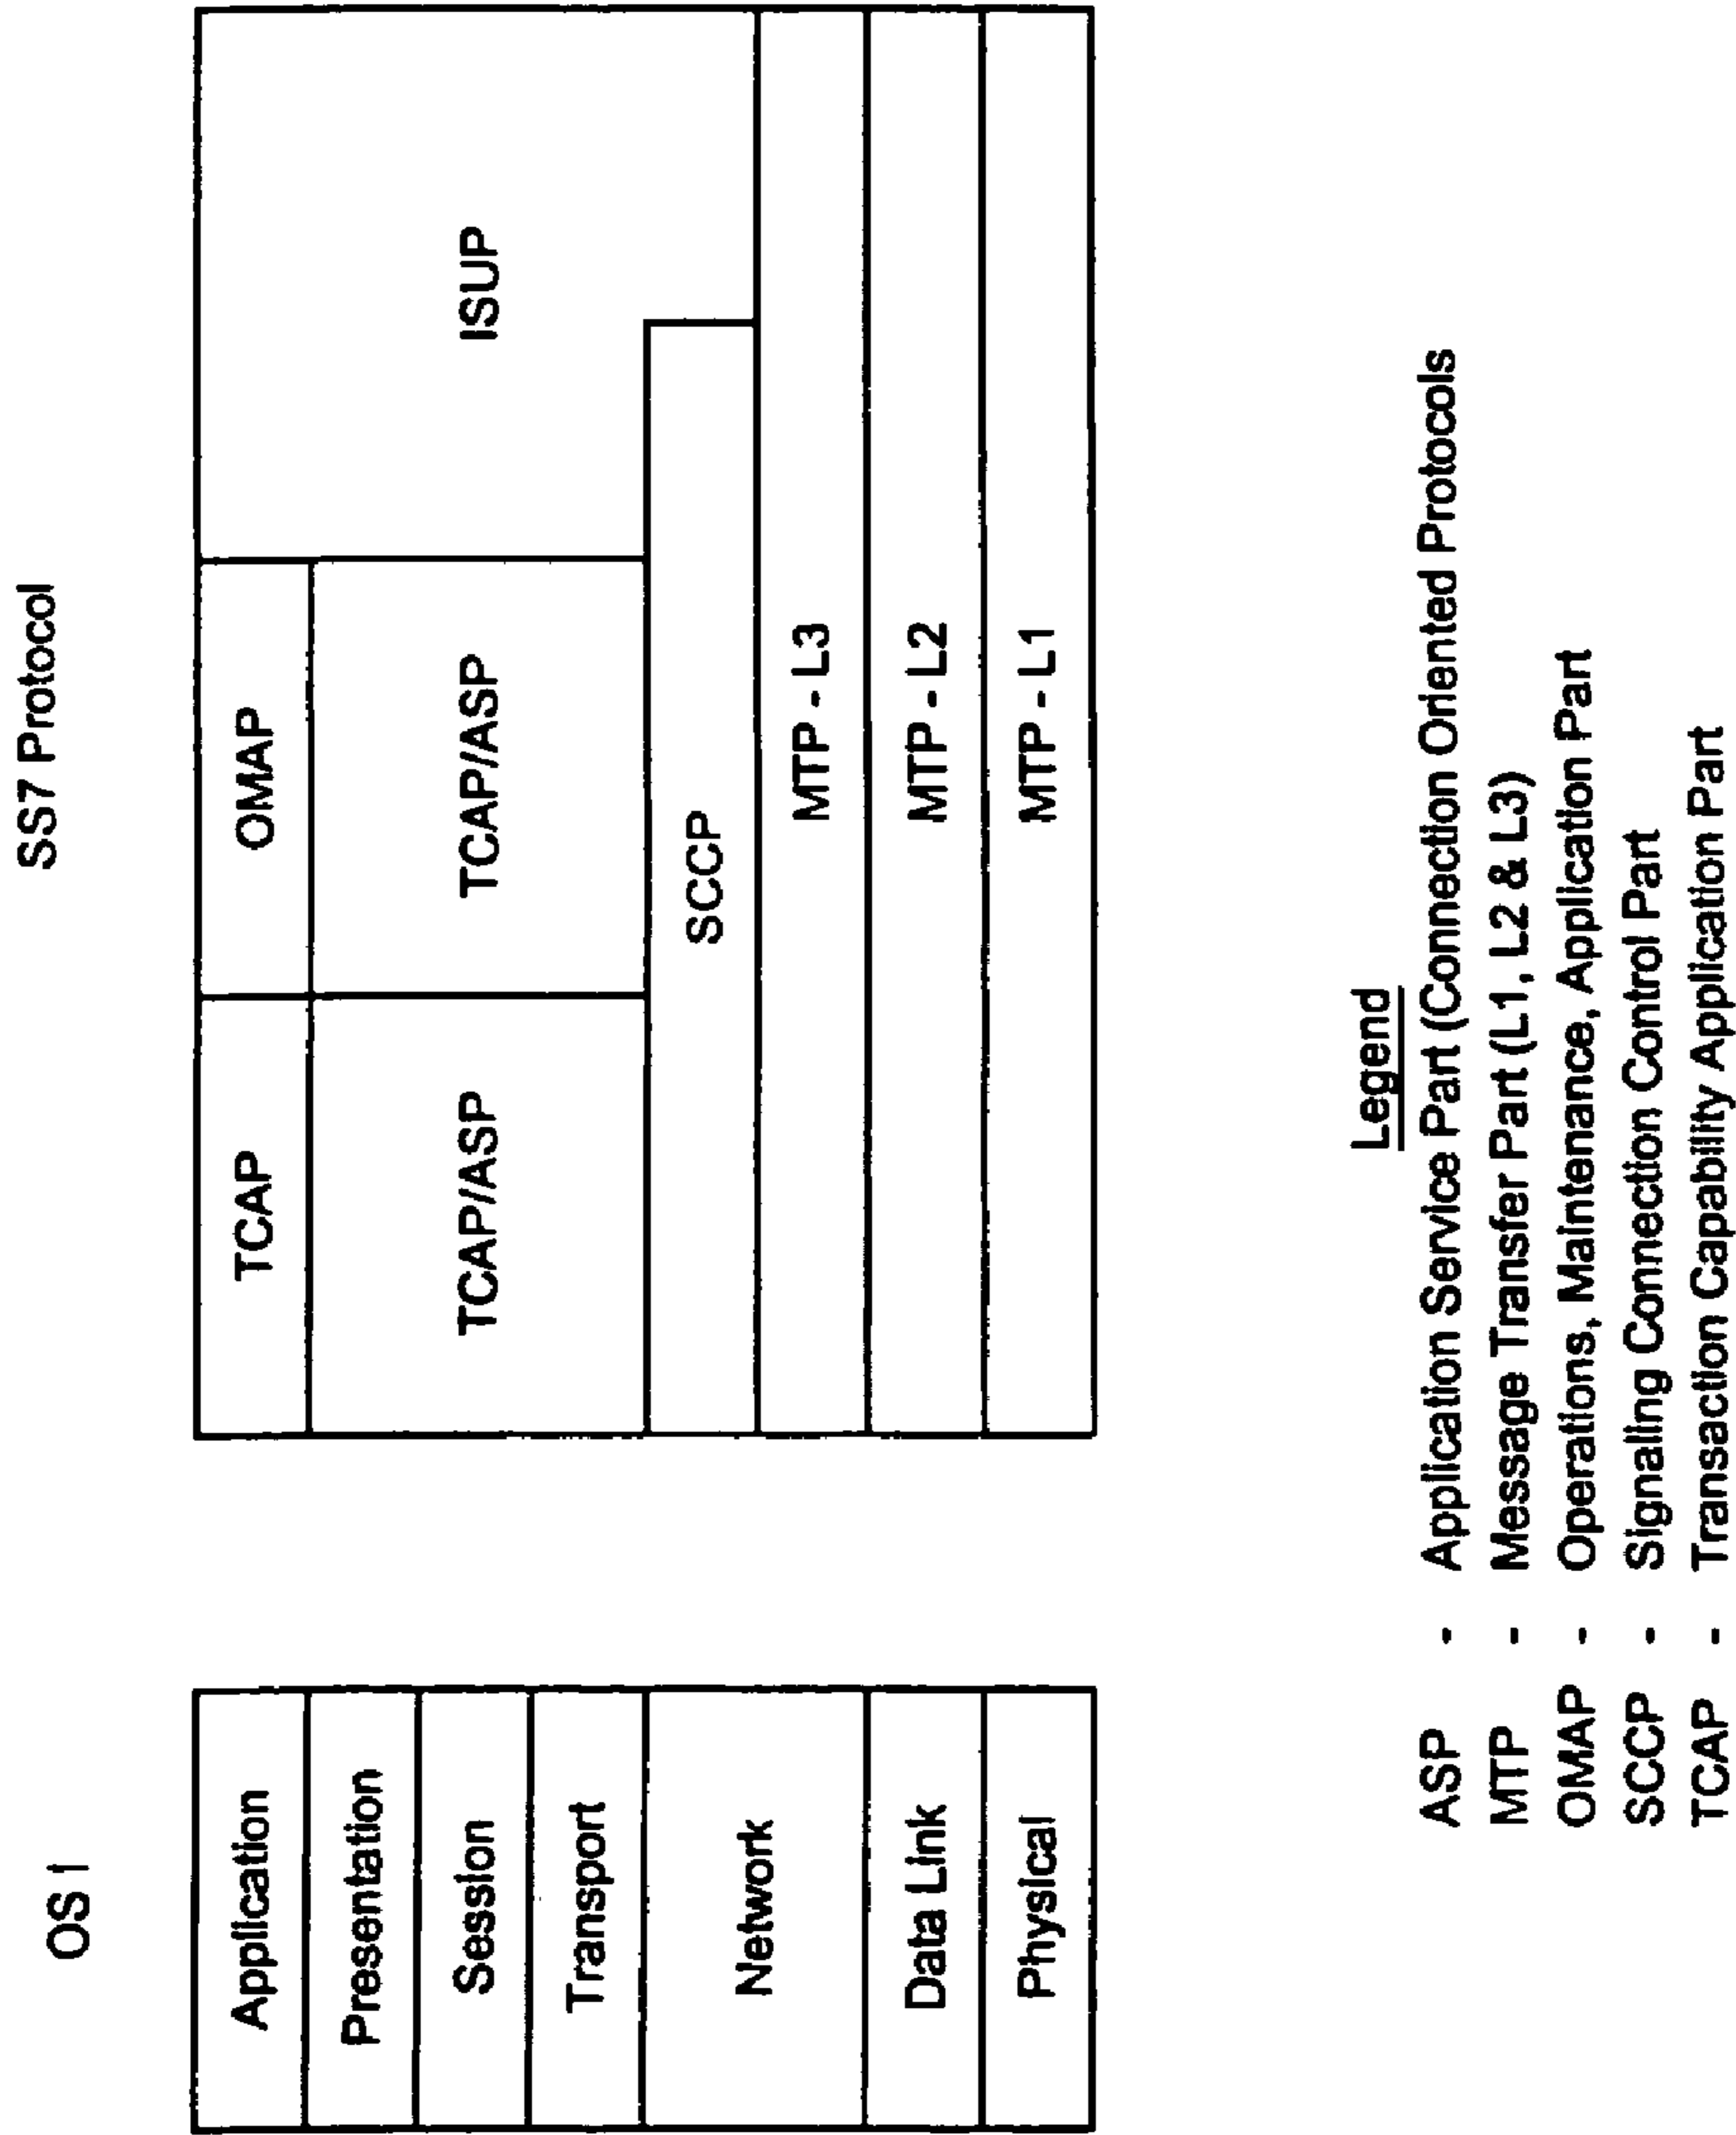 OSI
SS7 Protocol
Application
Presentation
Session
Transport
Network
Data Link
Physical
TCAP
OMAP
ISUP
TCAP/ASP
TCAP/ASP
SCCP
MTP - L3
MTP - L2
MTP - L1
Legend
ASP - Application Service Part (Connection Oriented Protocols
MTP - Message Transfer Part (L1, L2 & L3)
OMAP - Operations, Maintenance, Application Part
SCCP - Signaling Connection Control Part
TCAP - Transaction Capability Application Part